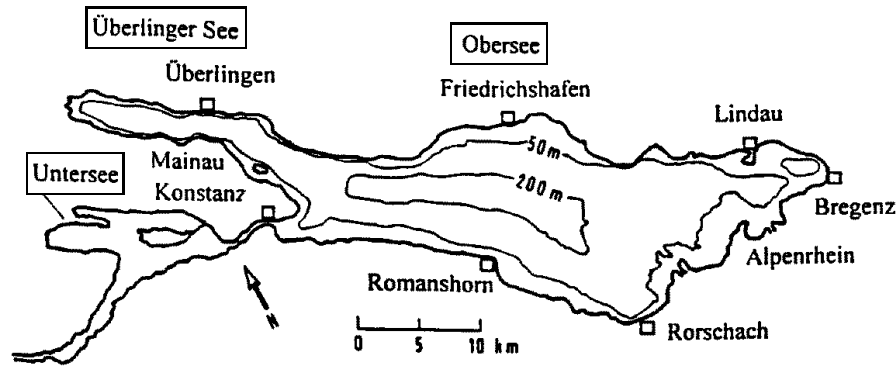 Überlinger See
Obersee
Überlingen
Friedrichshafen
Lindau
50m
Mainau
Untersee
200m
Konstanz
Bregenz
Alpenrhein
Romanshorn
N
0 5 10 km
Rorschach